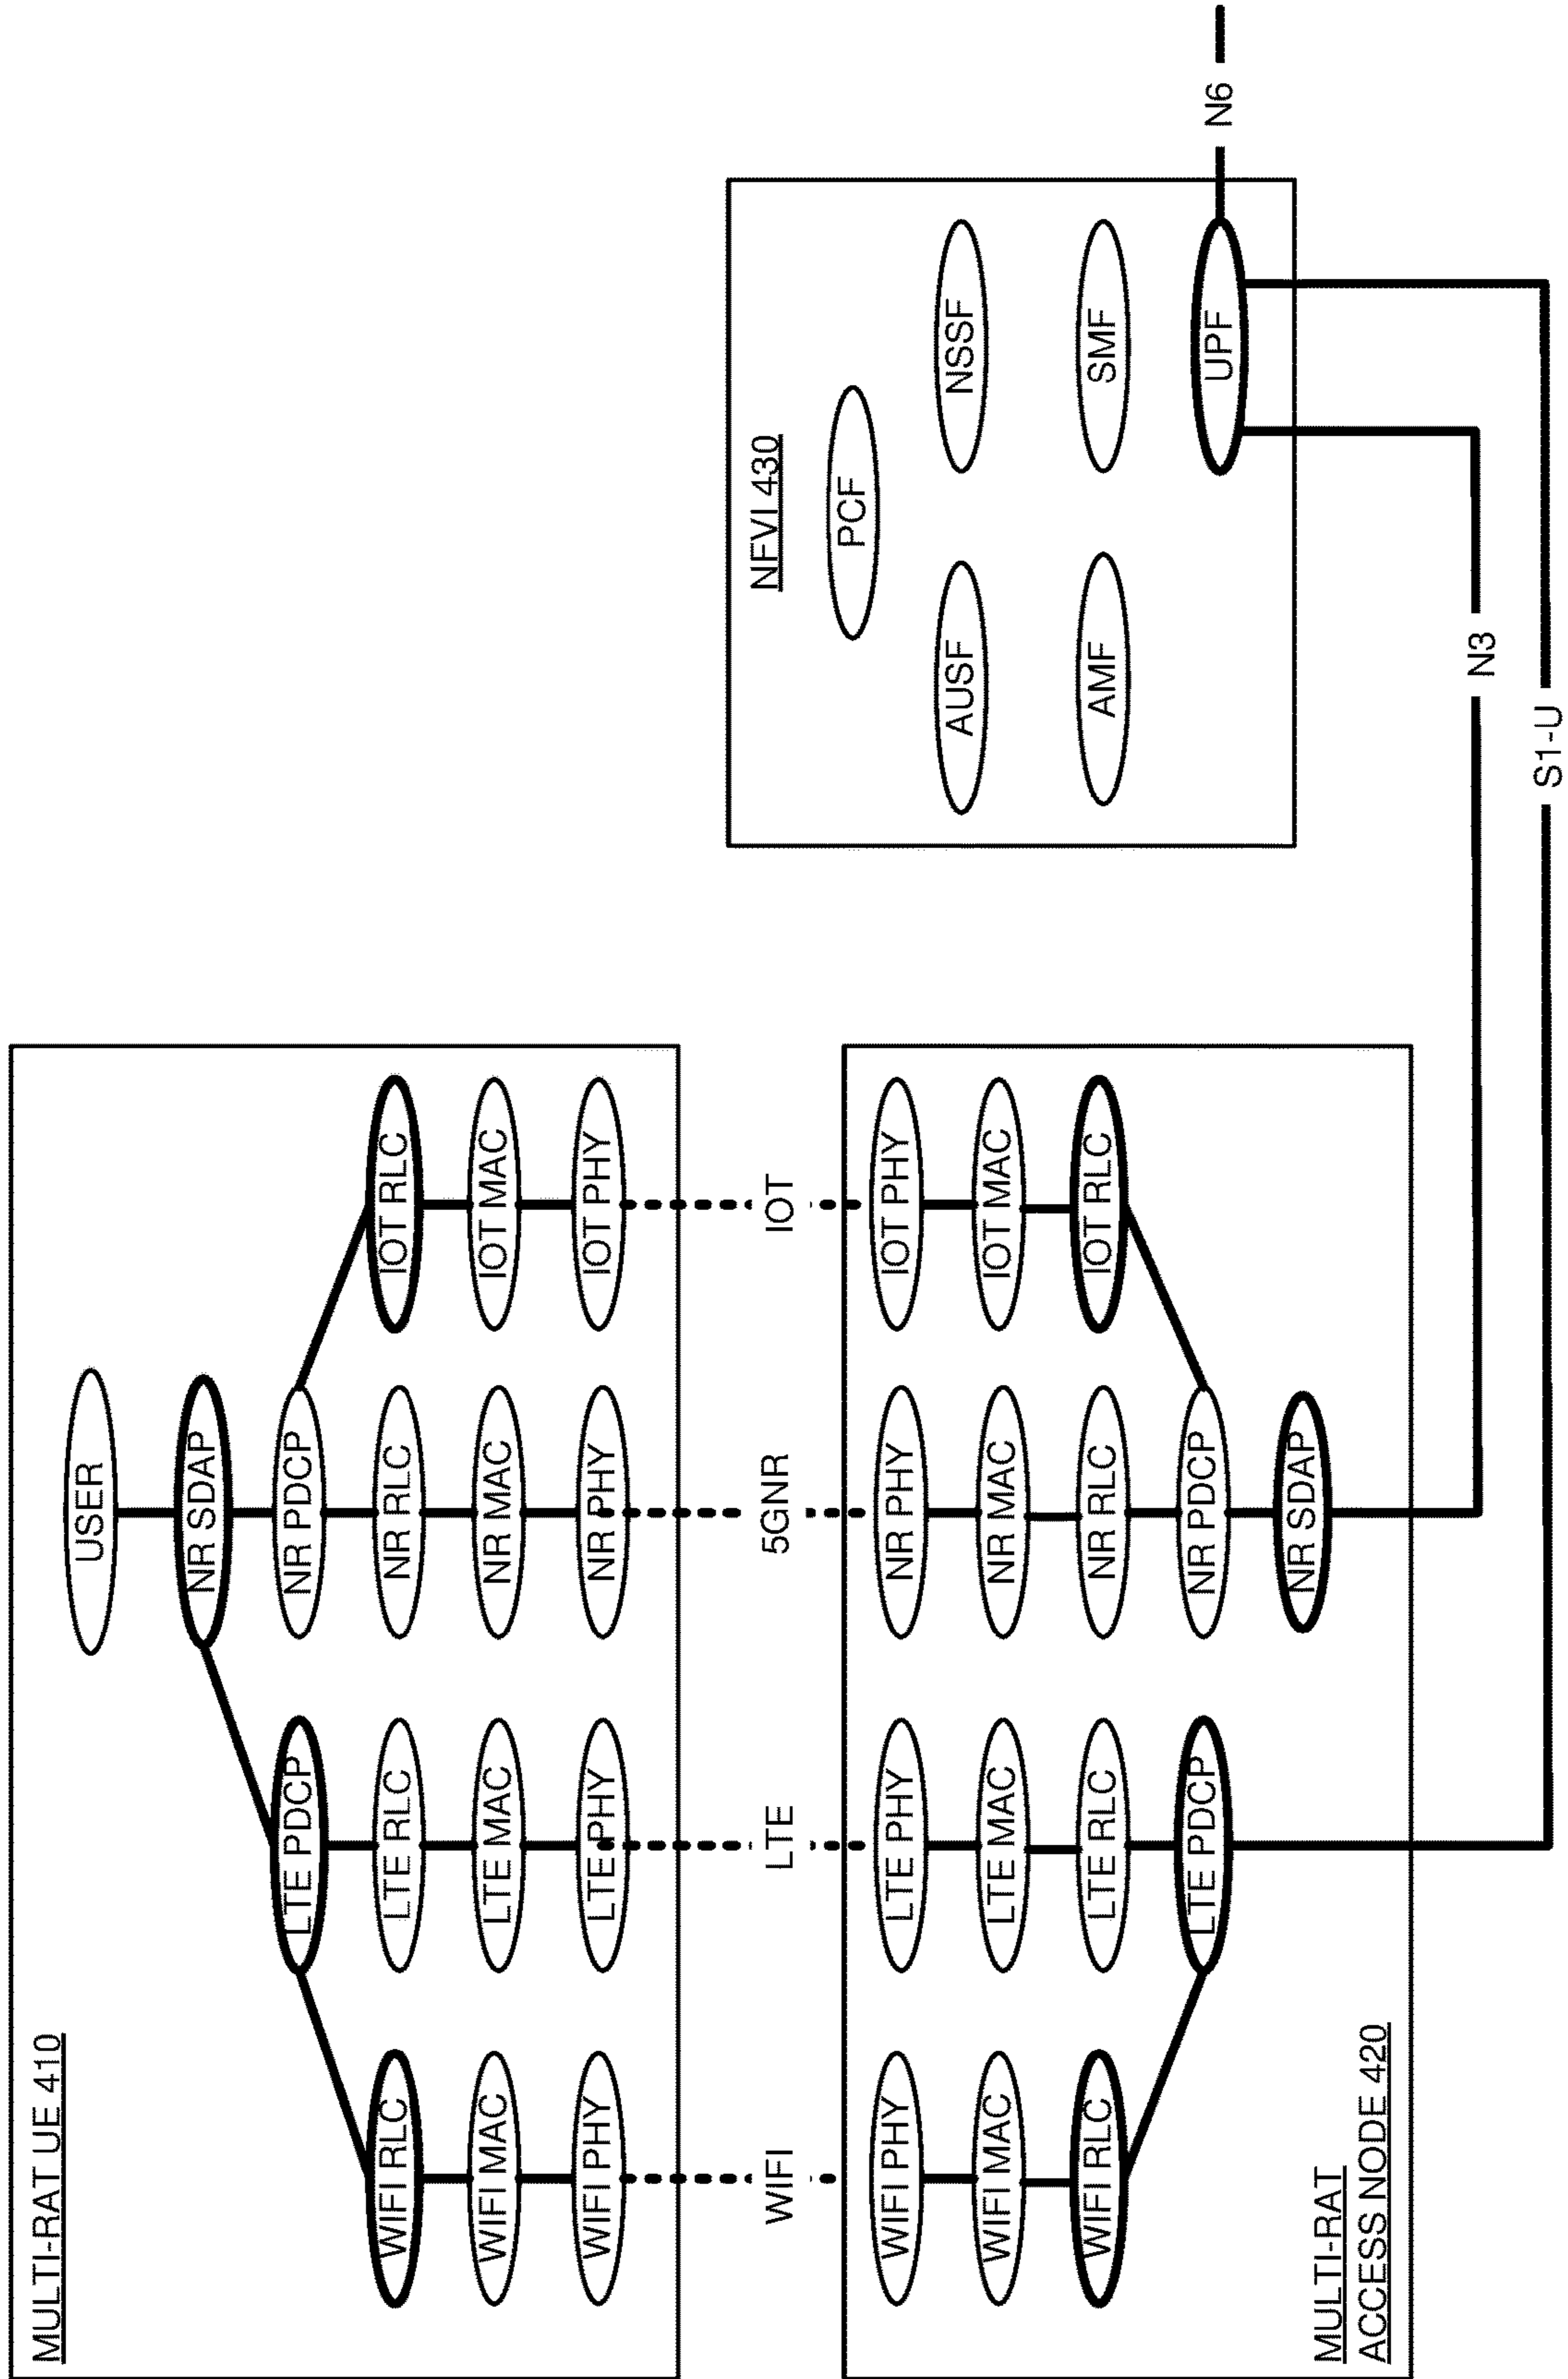 MULTI-RAT UE 410
USER
NR SDAP
LTE PDCP
NR PDCP
WIFI RLC
LTE RLC
NR RLC
IOT RLC
WIFI MAC
LTE MAC
NR MAC
IOT MAC
WIFI PHY
LTE PHY
NR PHY
IOT PHY
WIFI
LTE
5GNR
IOT
WIFI PHY
LTE PHY
NR PHY
IOT PHY
WIFI MAC
LTE MAC
NR MAC
IOT MAC
WIFI RLC
LTE RLC
NR RLC
IOT RLC
LTE PDCP
NR PDCP
NR SDAP
MULTI-RAT
ACCESS NODE 420
NFVI 430
PCF
AUSF
NSSF
AMF
SMF
UPF
N6
N3
S1-U